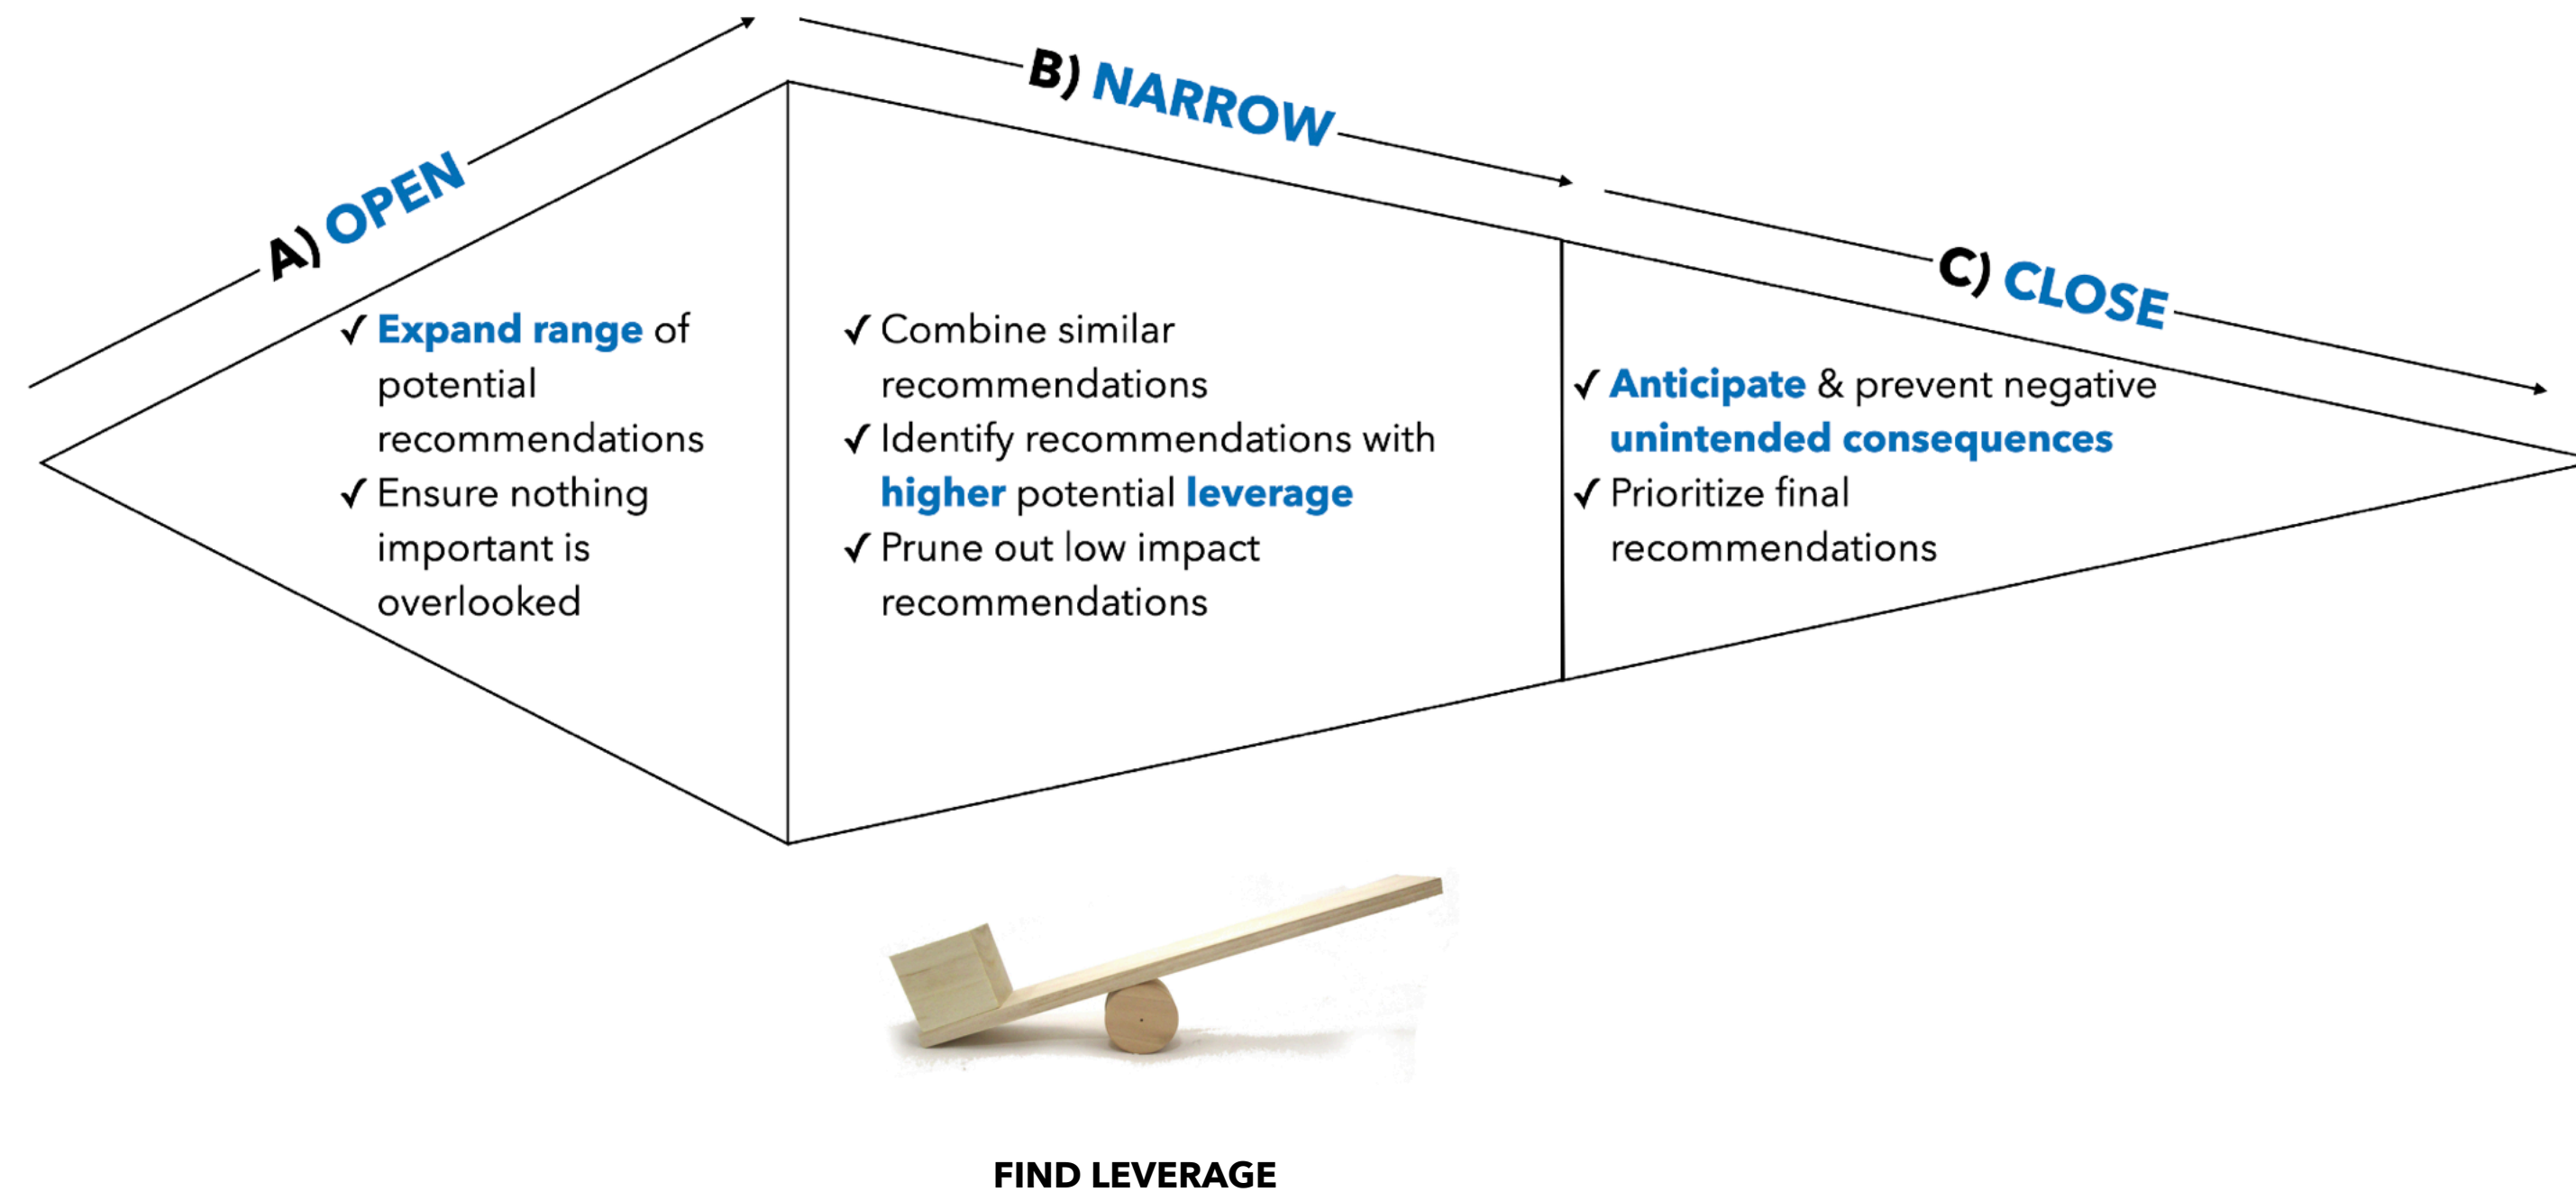 A) OPEN
B) NARROW
C) CLOSE
✓ Expand range of
potential
recommendations
✓ Ensure nothing
important is
overlooked
✓ Combine similar
recommendations
✓ Identify recommendations with
higher potential leverage
✓ Prune out low impact
recommendations
✓ Anticipate & prevent negative
unintended consequences
✓ Prioritize final
recommendations
FIND LEVERAGE